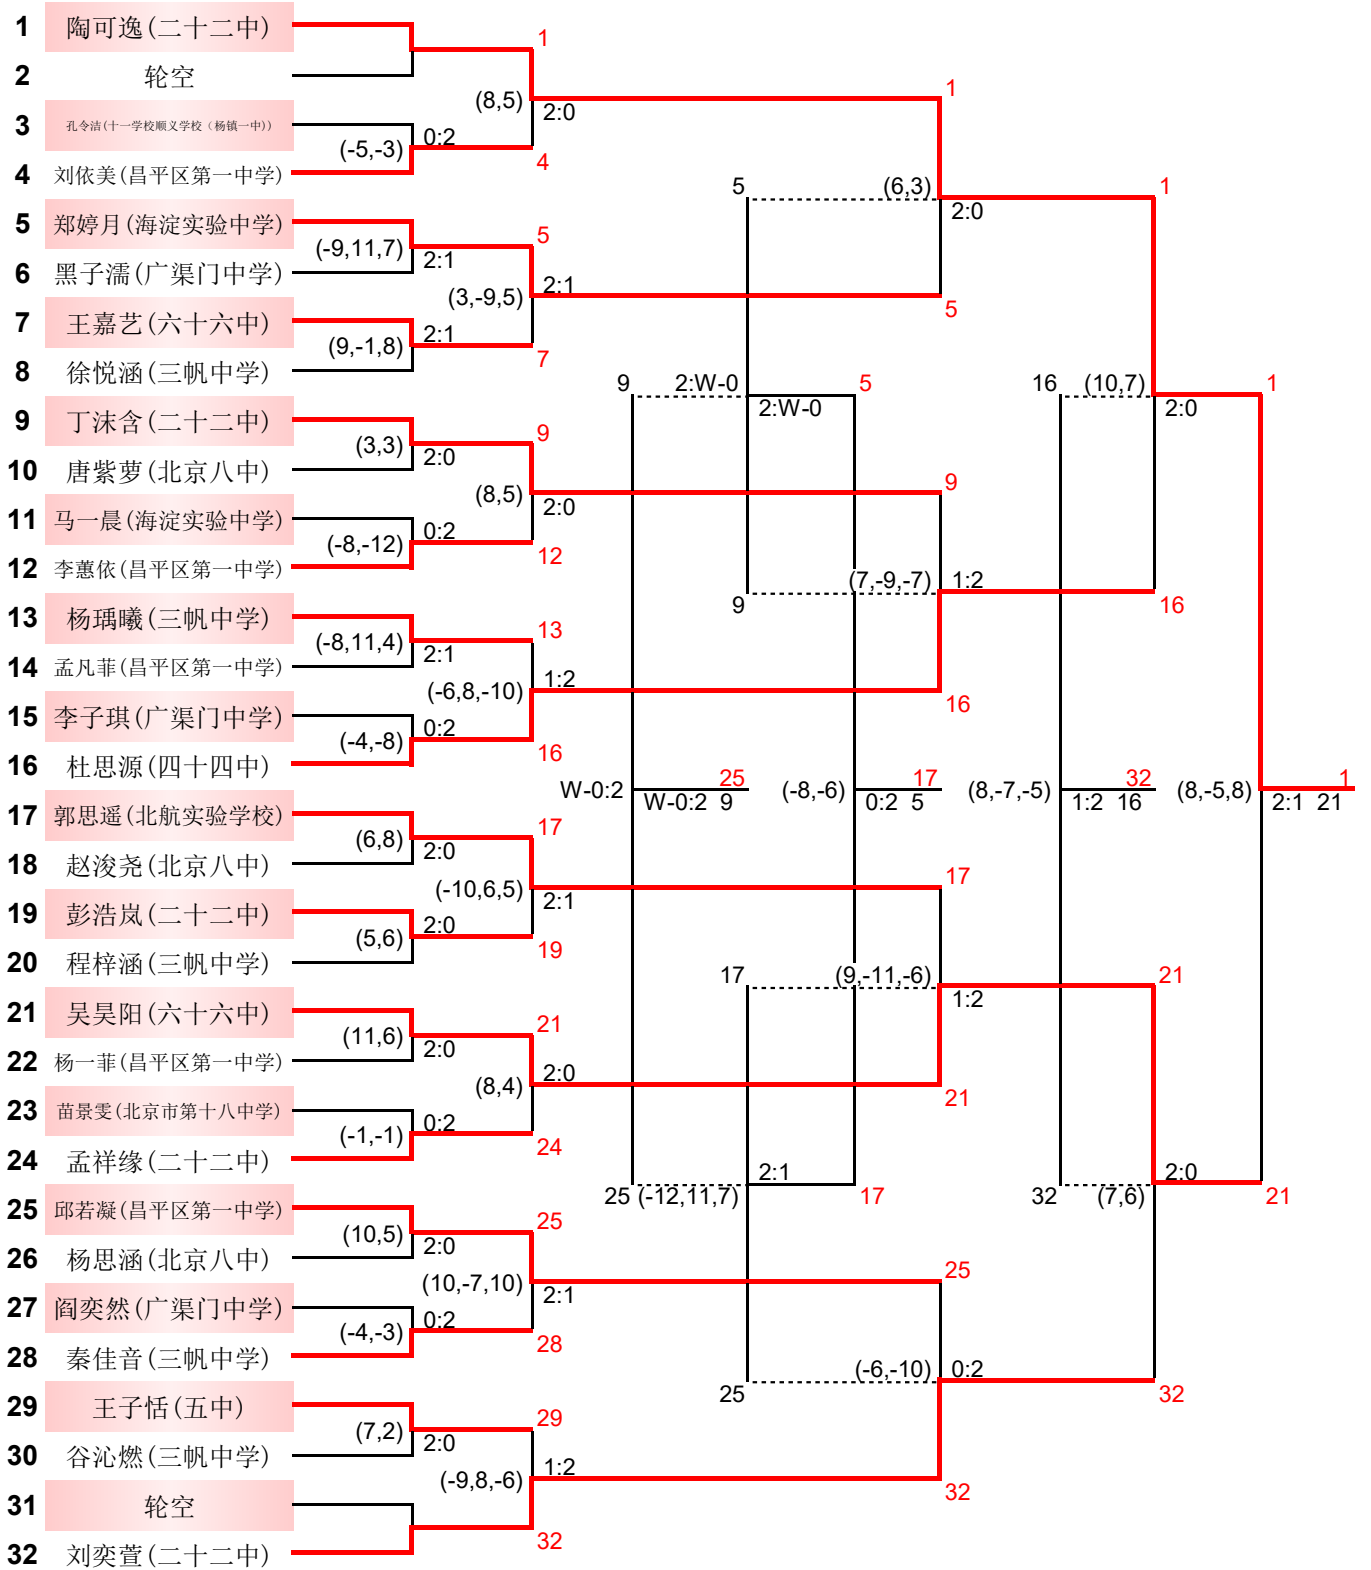 1 陶可逸(二十二中)
1
2 轮空
(8,5) 2:0
1
3 孔令洁(十一学校顺义学校（杨镇一中）)
(-5,-3) 0:2
4
4 刘依美(昌平区第一中学)
5 (6,3) 2:0
1
5 郑婷月(海淀实验中学)
(-9,11,7) 2:1
5
6 黑子濡(广渠门中学)
(3,-9,5) 2:1
5
7 王嘉艺(六十六中)
(9,-1,8) 2:1
7
8 徐悦涵(三帆中学)
9 2:W-0
2:W-0
5
16 (10,7) 2:0
1
9 丁沫含(二十二中)
(3,3) 2:0
9
10 唐紫萝(北京八中)
(8,5) 2:0
9
11 马一晨(海淀实验中学)
(-8,-12) 0:2
12
12 李蕙依(昌平区第一中学)
9 (7,-9,-7) 1:2
16
13 杨瑀曦(三帆中学)
(-8,11,4) 2:1
13
14 孟凡菲(昌平区第一中学)
(-6,8,-10) 1:2
16
15 李子琪(广渠门中学)
(-4,-8) 0:2
16
16 杜思源(四十四中)
W-0:2 25
W-0:2 9
(-8,-6) 17
0:2 5
(8,-7,-5) 32
1:2 16
(8,-5,8) 1
2:1 21
17 郭思遥(北航实验学校)
(6,8) 2:0
17
18 赵浚尧(北京八中)
(-10,6,5) 2:1
17
19 彭浩岚(二十二中)
(5,6) 2:0
19
20 程梓涵(三帆中学)
17 (9,-11,-6) 1:2
21
21 吴昊阳(六十六中)
(11,6) 2:0
21
22 杨一菲(昌平区第一中学)
(8,4) 2:0
21
23 苗景雯(北京市第十八中学)
(-1,-1) 0:2
24
24 孟祥缘(二十二中)
25 (-12,11,7) 2:1
17
32 (7,6) 2:0
21
25 邱若凝(昌平区第一中学)
(10,5) 2:0
25
26 杨思涵(北京八中)
(10,-7,10) 2:1
25
27 阎奕然(广渠门中学)
(-4,-3) 0:2
28
28 秦佳音(三帆中学)
25 (-6,-10) 0:2
32
29 王子恬(五中)
(7,2) 2:0
29
30 谷沁燃(三帆中学)
(-9,8,-6) 1:2
32
31 轮空
32
32 刘奕萱(二十二中)